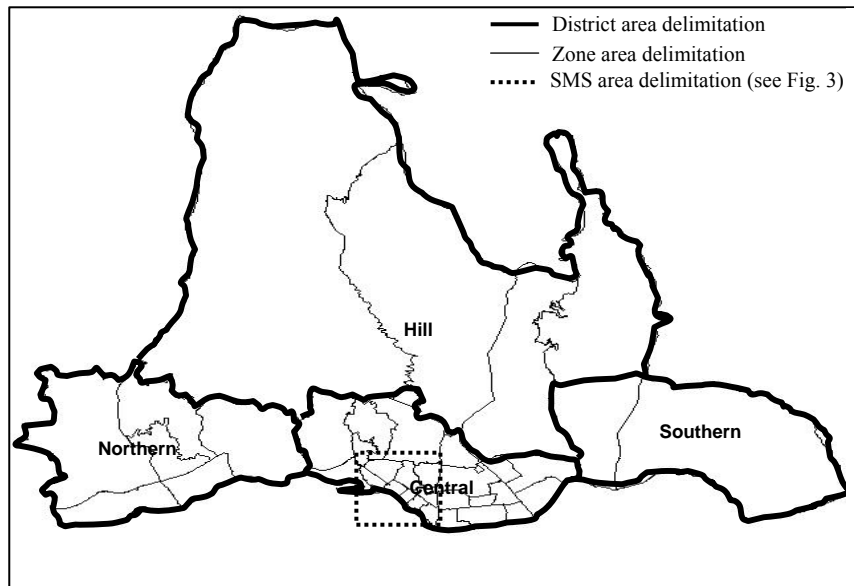 District area delimitation
Zone area delimitation
SMS area delimitation (see Fig. 3)
Hill
Northern
Southern
Central